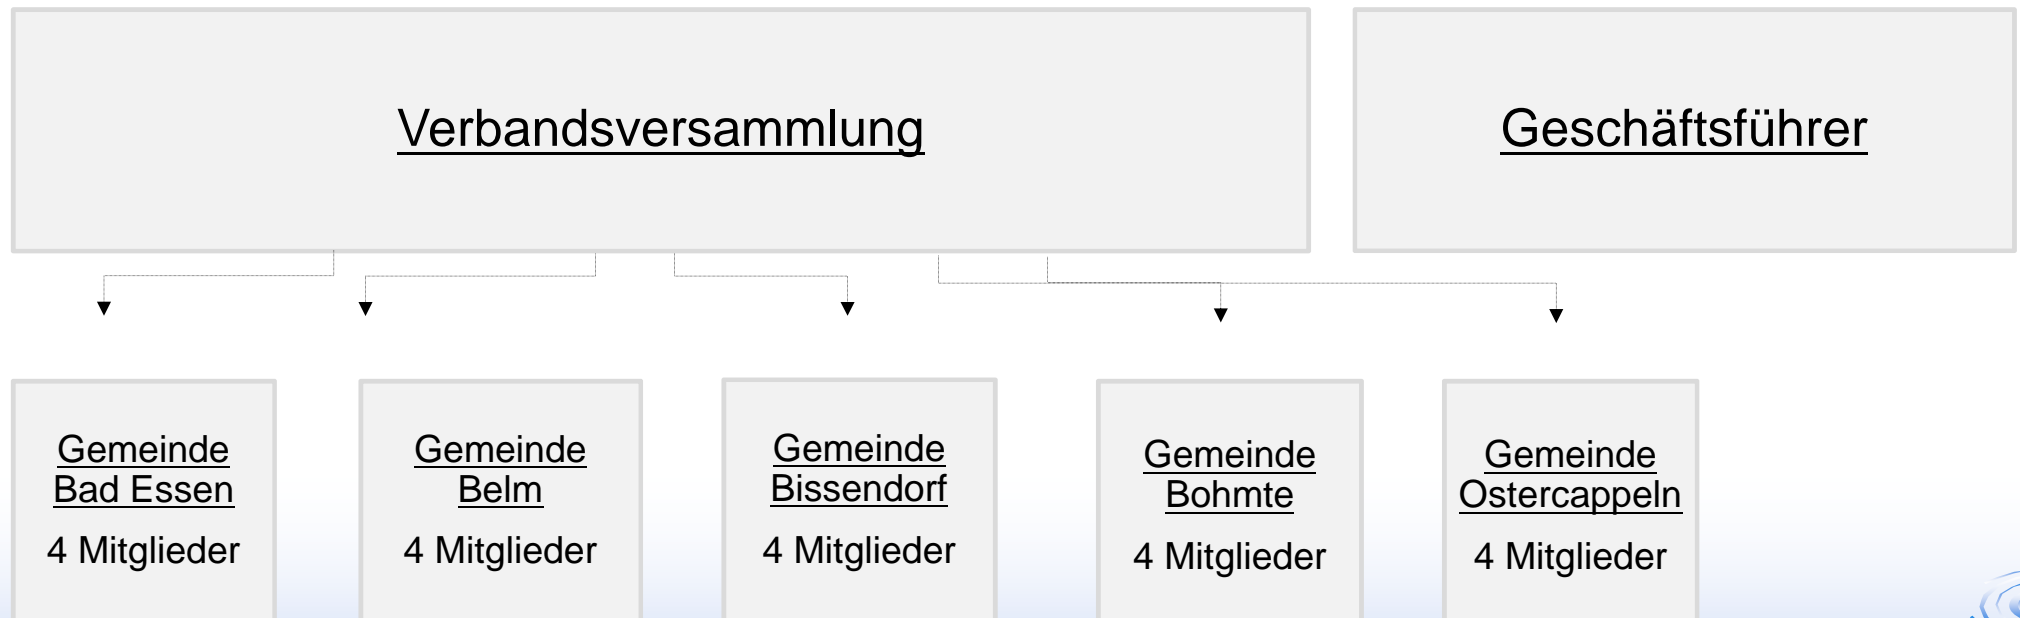 Verbandsversammlung
Geschäftsführer
Gemeinde
Bad Essen
4 Mitglieder
Gemeinde
Belm
4 Mitglieder
Gemeinde
Bissendorf
4 Mitglieder
Gemeinde
Bohmte
4 Mitglieder
Gemeinde
Ostercappeln
4 Mitglieder